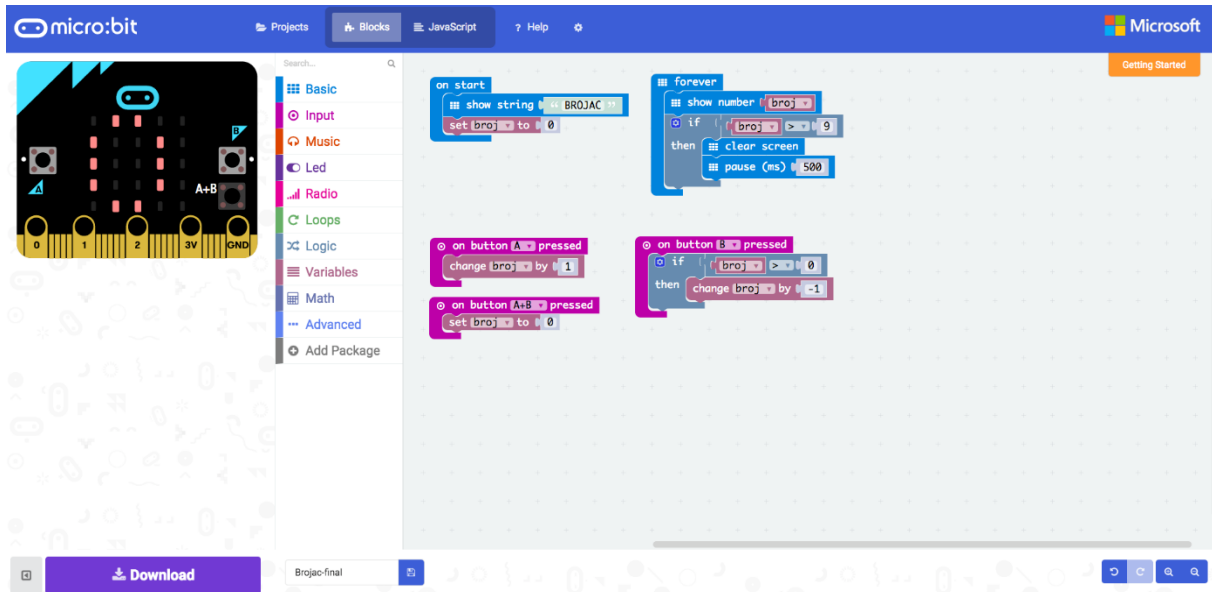 micro:bit
Projects
Blocks
JavaScript
? Help
Microsoft
Getting Started
Search...
Basic
Input
Music
Led
Radio
Loops
Logic
Variables
Math
Advanced
Add Package
A
B
A+B
0 1 2 3V GND
on start
show string “ BROJAC ”
set broj to 0
forever
show number broj
if broj > 9
then clear screen
pause (ms) 500
on button A pressed
change broj by 1
on button A+B pressed
set broj to 0
on button B pressed
if broj > 0
then change broj by -1
Download
Brojac-final